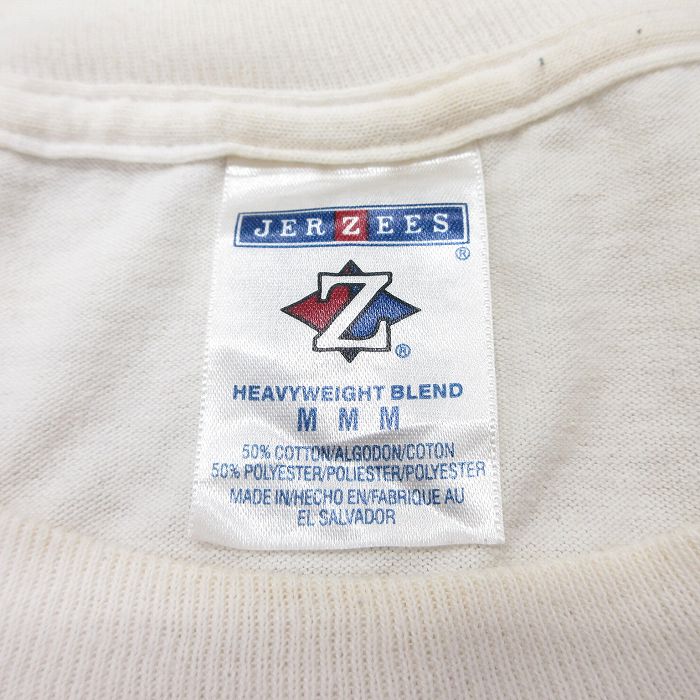 JERZEES
®
Z
®
HEAVYWEIGHT BLEND
M M M
50% COTTON/ALGODON/COTON
50% POLYESTER/POLIESTER/POLYESTER
MADE IN/HECHO EN/FABRIQUE AU
EL SALVADOR